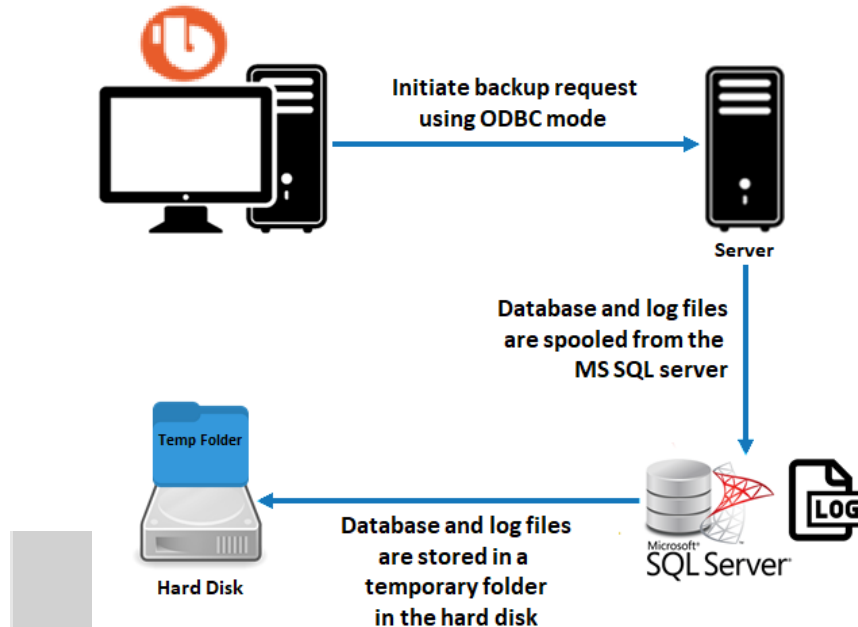 Initiate backup request
using ODBC mode
Server
Database and log files
are spooled from the
MS SQL server
Temp Folder
LOG
Microsoft®
SQL Server®
Database and log files
are stored in a
temporary folder
in the hard disk
Hard Disk